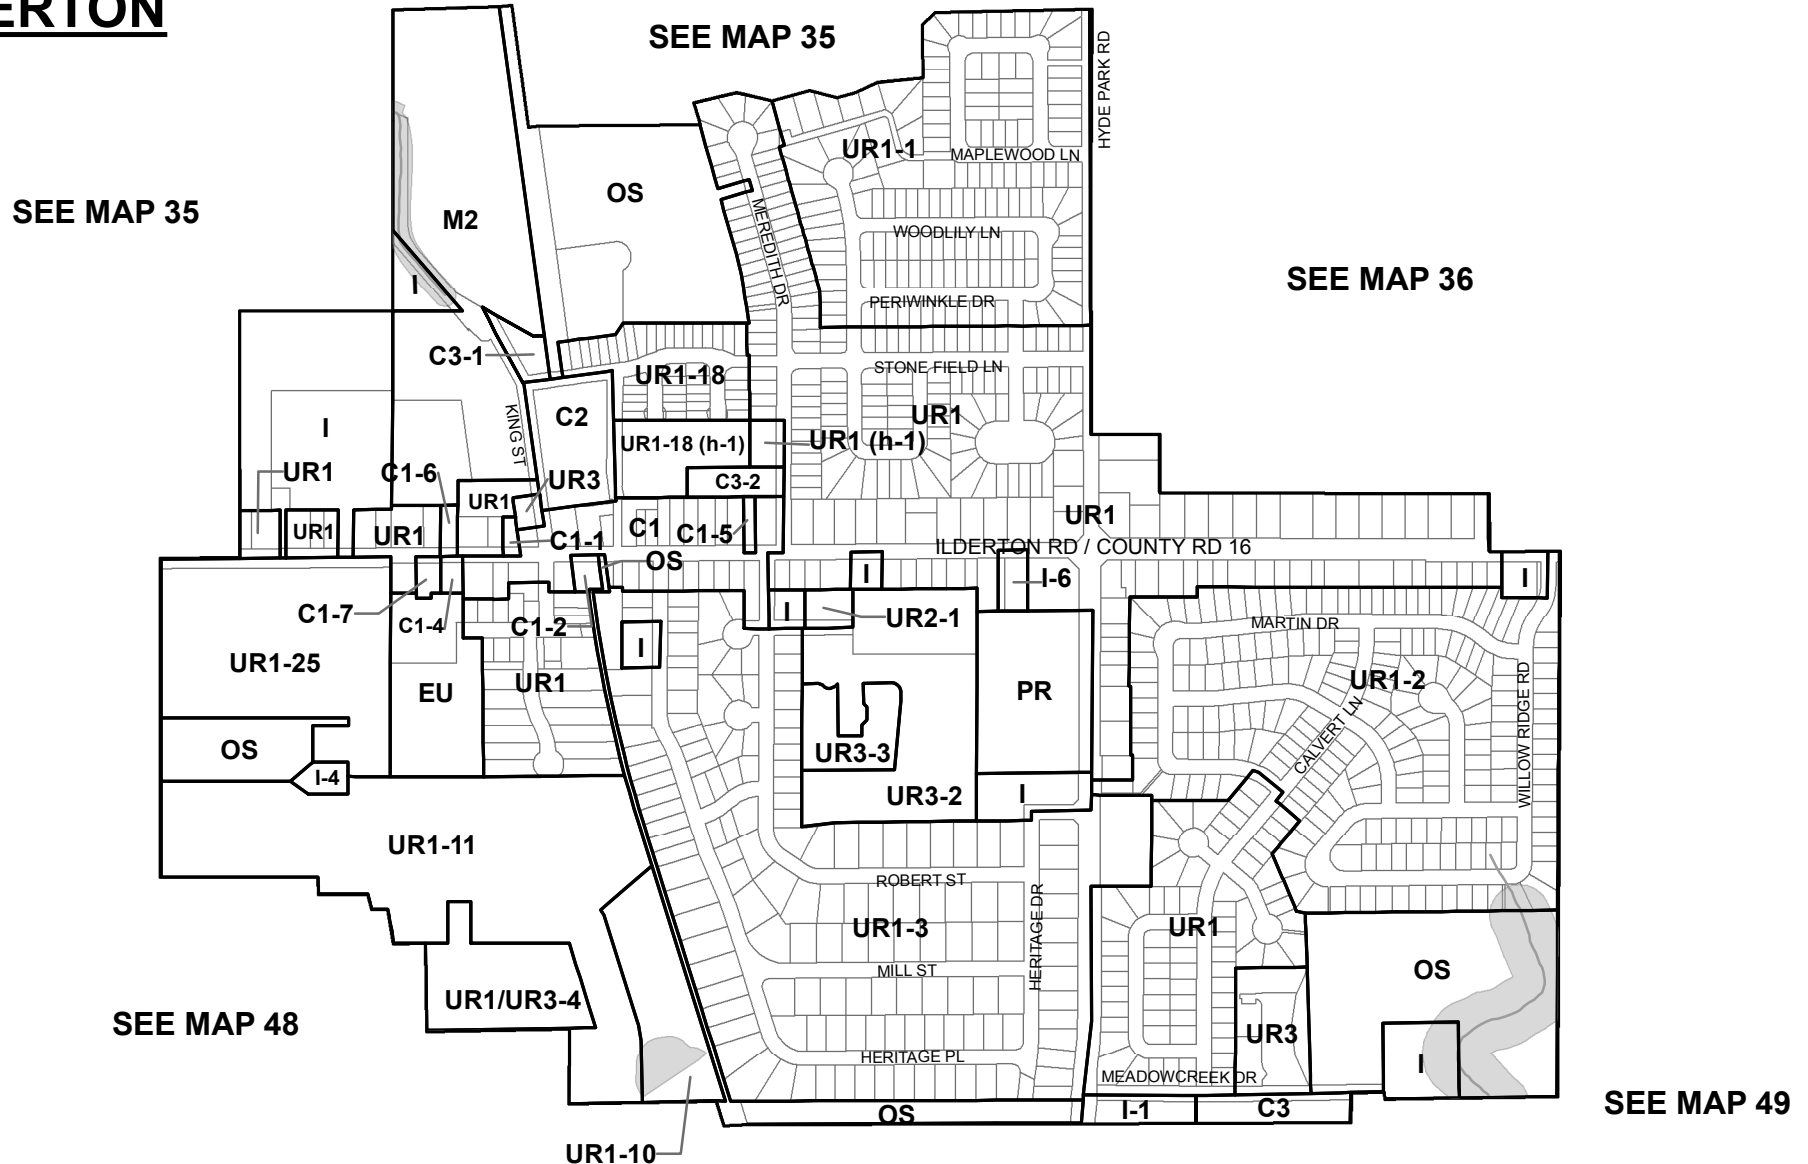 ERTON
SEE MAP 35
HYDE PARK RD
UR1-1
MAPLEWOOD LN
OS
SEE MAP 35
M2
MEREDITH DR
WOODLILY LN
SEE MAP 36
I
PERIWINKLE DR
C3-1
UR1-18
STONE FIELD LN
C2
UR1
KING ST
I
UR1-18 (h-1)
UR1 (h-1)
UR1
C1-6
UR3
C3-2
UR1
UR1
UR1
UR1
C1
C1-5
C1-1
ILDERTON RD / COUNTY RD 16
OS
I
I-6
I
C1-7
C1-4
C1-2
I
UR2-1
MARTIN DR
I
UR1-25
UR1
EU
PR
UR1-2
WILLOW RIDGE RD
CALVERT LN
OS
UR3-3
I-4
UR3-2
I
UR1-11
ROBERT ST
HERITAGE DR
UR1-3
UR1
MILL ST
OS
UR1/UR3-4
SEE MAP 48
UR3
HERITAGE PL
I
MEADOWCREEK DR
OS
I-1
C3
SEE MAP 49
UR1-10